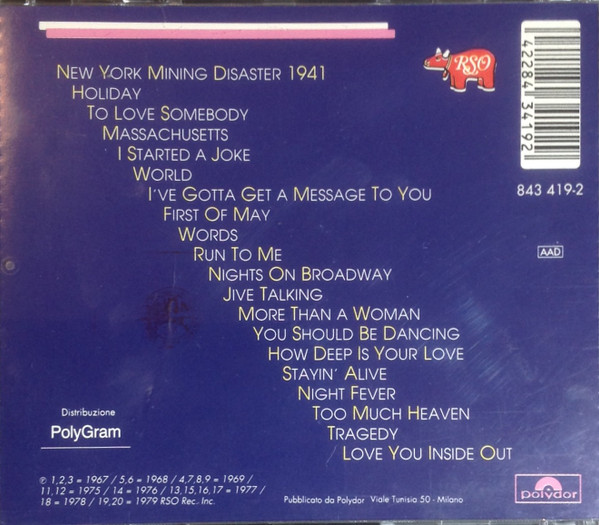 NEW YORK MINING DISASTER 1941
HOLIDAY
TO LOVE SOMEBODY
MASSACHUSETTS
I STARTED A JOKE
WORLD
I'VE GOTTA GET A MESSAGE TO YOU
FIRST OF MAY
WORDS
RUN TO ME
NIGHTS ON BROADWAY
JIVE TALKING
MORE THAN A WOMAN
YOU SHOULD BE DANCING
HOW DEEP IS YOUR LOVE
STAYIN' ALIVE
NIGHT FEVER
TOO MUCH HEAVEN
TRAGEDY
LOVE YOU INSIDE OUT
RSO
42284 34192
843 419-2
AAD
Distribuzione
PolyGram
℗ 1,2,3 = 1967 / 5,6 = 1968 / 4,7,8,9 = 1969 /
11,12 = 1975 / 14 = 1976 / 13,15,16,17 = 1977 /
18 = 1978 / 19,20 = 1979 RSO Rec. Inc.
Pubblicato da Polydor Viale Tunisia 50 - Milano
polydor